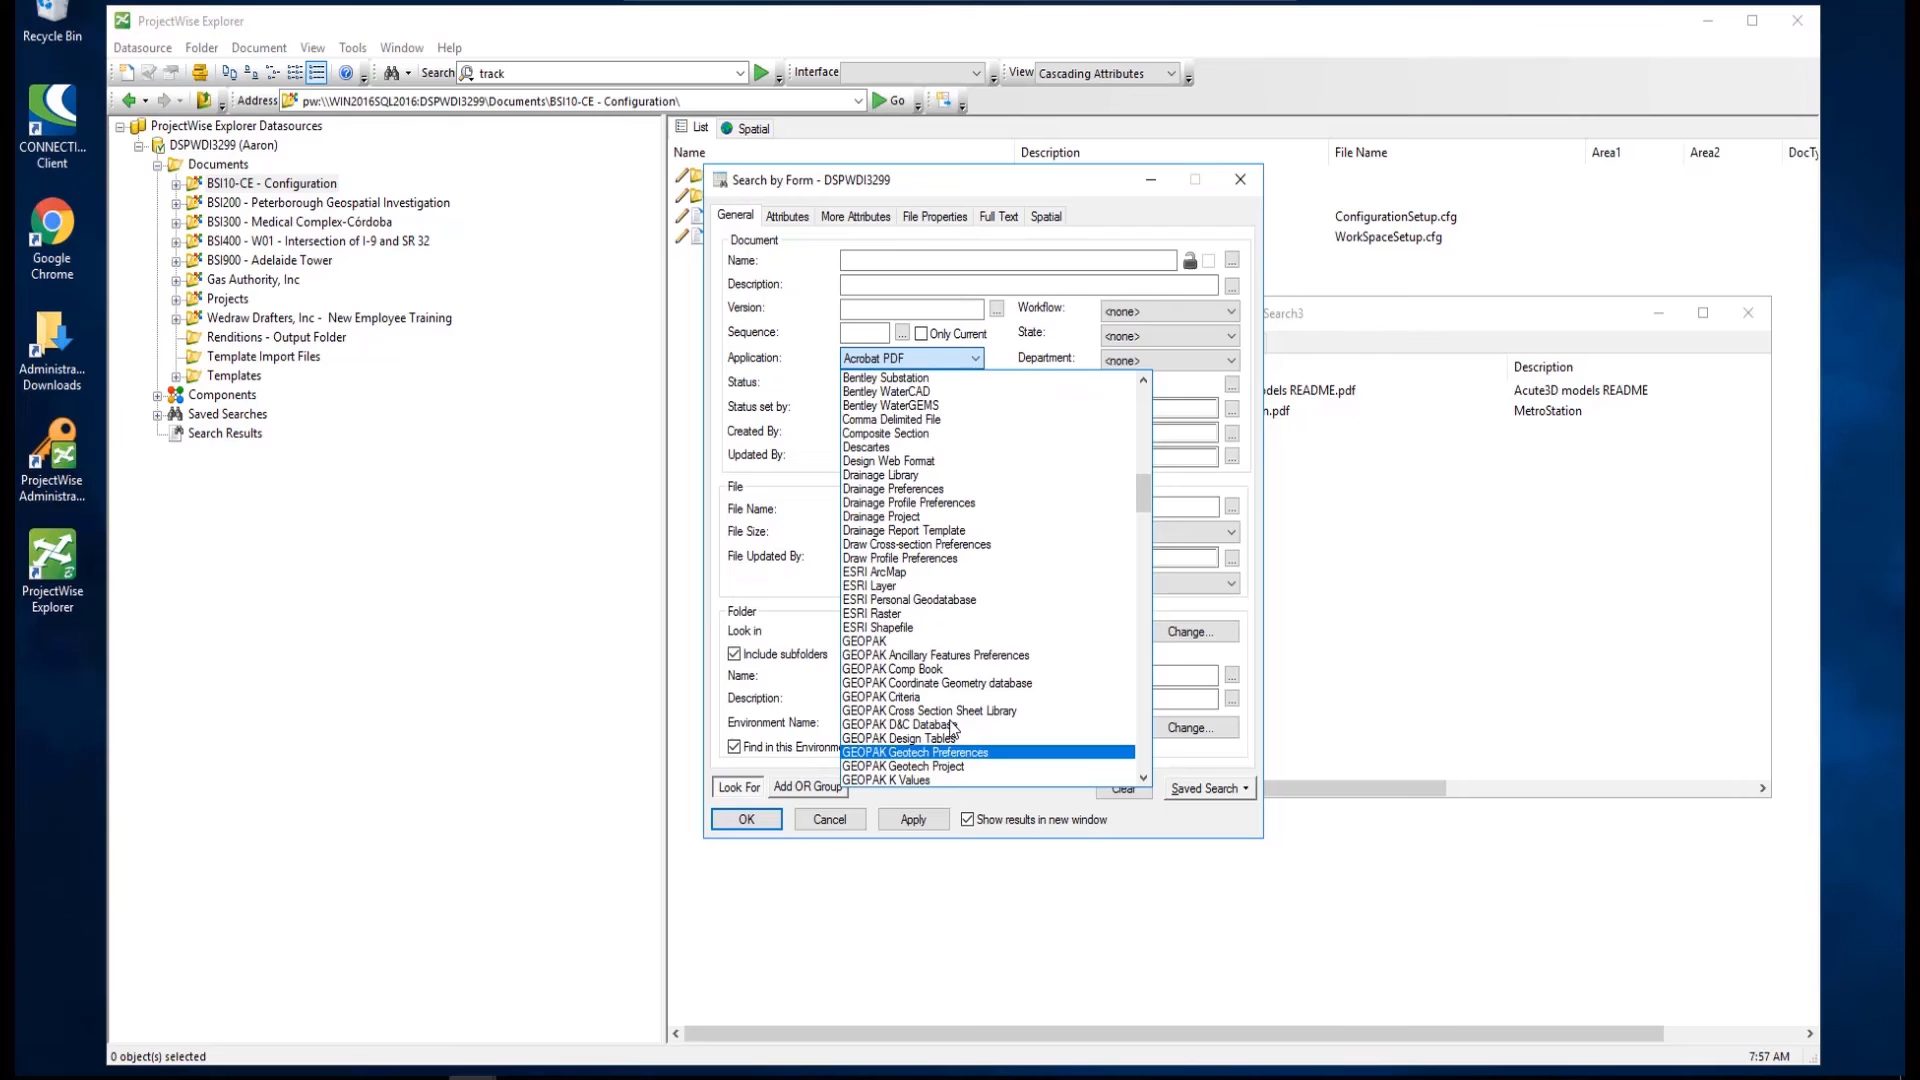 Recycle Bin
CONNECTI...
Client
Google
Chrome
Administra...
Downloads
ProjectWise
Administra...
ProjectWise
Explorer
ProjectWise Explorer
Datasource Folder Document View Tools Window Help
Search track Interface View Cascading Attributes
Address pw:\\WIN2016SQL2016:DSPWDI3299\Documents\BSI10-CE - Configuration\ Go
ProjectWise Explorer Datasources
DSPWDI3299 (Aaron)
Documents
BSI10-CE - Configuration
BSI200 - Peterborough Geospatial Investigation
BSI300 - Medical Complex-Córdoba
BSI400 - W01 - Intersection of I-9 and SR 32
BSI900 - Adelaide Tower
Gas Authority, Inc
Projects
Wedraw Drafters, Inc - New Employee Training
Renditions - Output Folder
Template Import Files
Templates
Components
Saved Searches
Search Results
List Spatial
Name Description File Name Area1 Area2 DocTy
ConfigurationSetup.cfg
WorkSpaceSetup.cfg
Search by Form - DSPWDI3299
General Attributes More Attributes File Properties Full Text Spatial
Document
Name: ...
Description: ...
Version: ... Workflow: <none>
Sequence: ... Only Current State: <none>
Application: Acrobat PDF Department: <none>
Status: ...
Status set by: ...
Created By: ...
Updated By: ...
File
File Name: ...
File Size:
File Updated By: ...
Folder
Look in Change...
Include subfolders
Name: ...
Description: ...
Environment Name: Change...
Find in this Environm
Bentley Substation
Bentley WaterCAD
Bentley WaterGEMS
Comma Delimited File
Composite Section
Descartes
Design Web Format
Drainage Library
Drainage Preferences
Drainage Profile Preferences
Drainage Project
Drainage Report Template
Draw Cross-section Preferences
Draw Profile Preferences
ESRI ArcMap
ESRI Layer
ESRI Personal Geodatabase
ESRI Raster
ESRI Shapefile
GEOPAK
GEOPAK Ancillary Features Preferences
GEOPAK Comp Book
GEOPAK Coordinate Geometry database
GEOPAK Criteria
GEOPAK Cross Section Sheet Library
GEOPAK D&C Database
GEOPAK Design Tables
GEOPAK Geotech Preferences
GEOPAK Geotech Project
GEOPAK K Values
Look For Add OR Group Clear Saved Search
OK Cancel Apply Show results in new window
Search3
Description
odels README.pdf Acute3D models README
n.pdf MetroStation
0 object(s) selected 7:57 AM